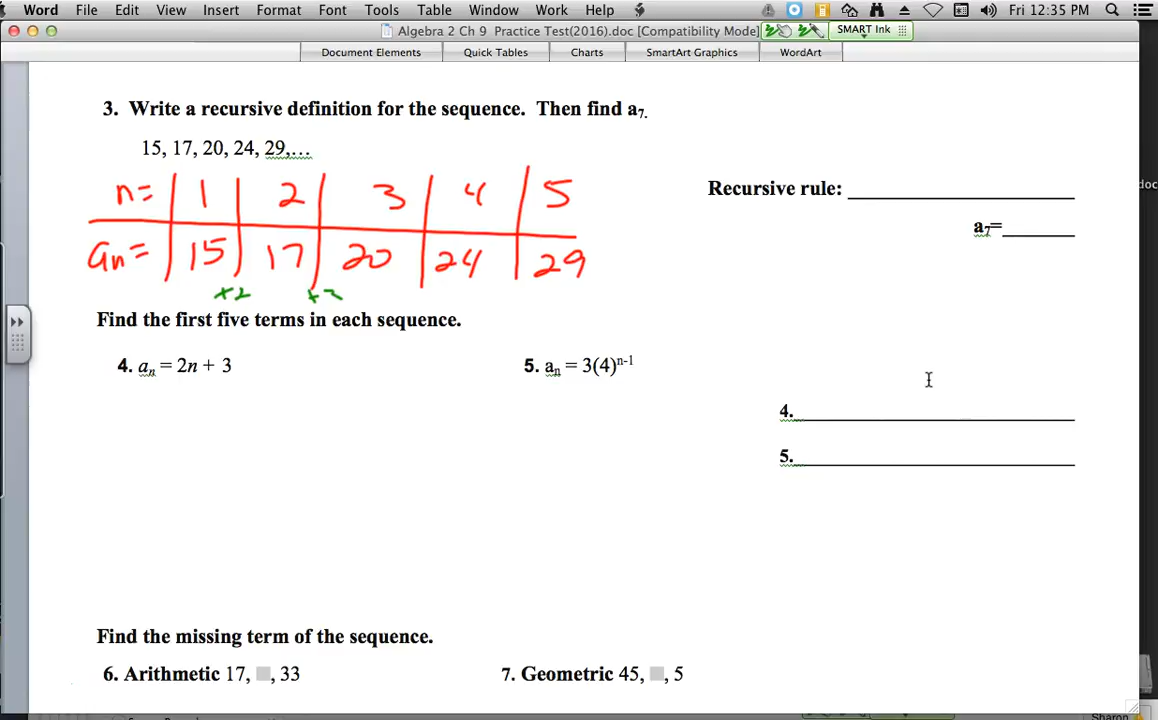 Word File Edit View Insert Format Font Tools Table Window Work Help Fri 12:35 PM
Algebra 2 Ch 9 Practice Test(2016).doc [Compatibility Mode] SMART Ink
Document Elements Quick Tables Charts SmartArt Graphics WordArt
3. Write a recursive definition for the sequence. Then find a₇.
15, 17, 20, 24, 29,…
n= 1 2 3 4 5
Recursive rule:
doc
a₇=
an= 15 17 20 24 29
+2 +3
Find the first five terms in each sequence.
4. aₙ = 2n + 3 5. aₙ = 3(4)ⁿ⁻¹
4.
5.
Find the missing term of the sequence.
6. Arithmetic 17, , 33 7. Geometric 45, , 5
Sharon